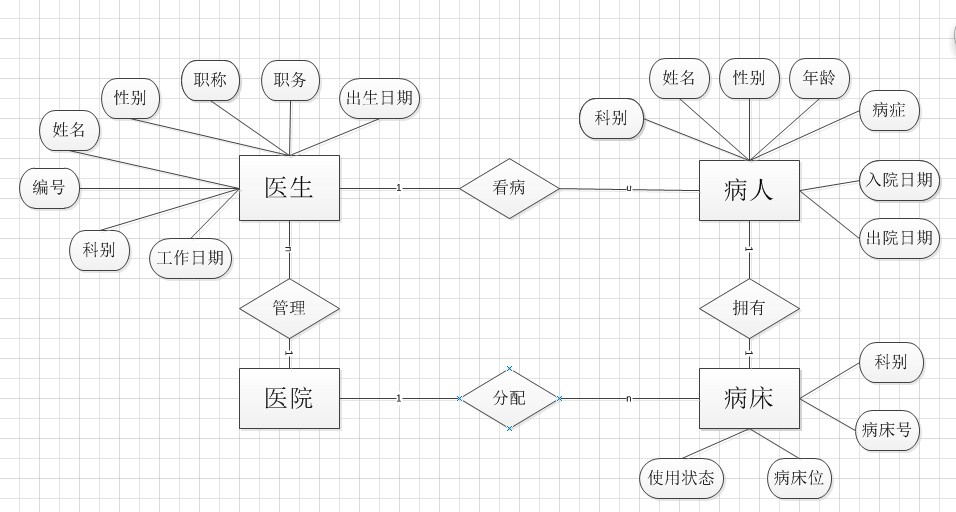 职称
职务
姓名
性别
年龄
性别
出生日期
科别
病症
姓名
编号
医生
1
看病
n
病人
入院日期
科别
工作日期
出院日期
n
1
管理
拥有
1
1
科别
医院
1
分配
n
病床
病床号
使用状态
病床位